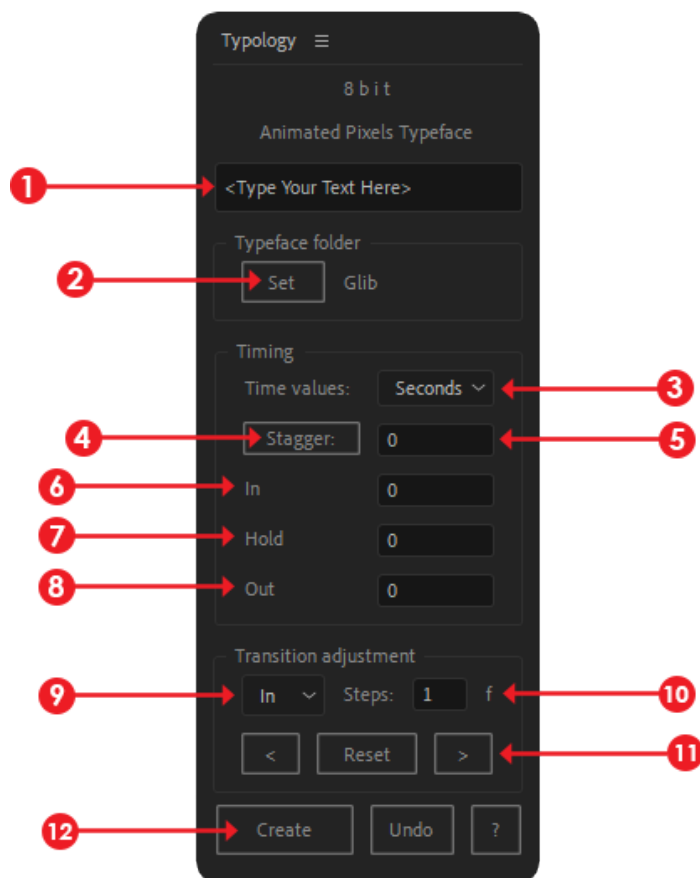 Typology ☰
8bit
Animated Pixels Typeface
1 <Type Your Text Here>
Typeface folder
2 Set Glib
Timing
Time values: Seconds 3
4 Stagger: 0 5
6 In 0
7 Hold 0
8 Out 0
Transition adjustment
9 In Steps: 1 f 10
< Reset > 11
12 Create Undo ?